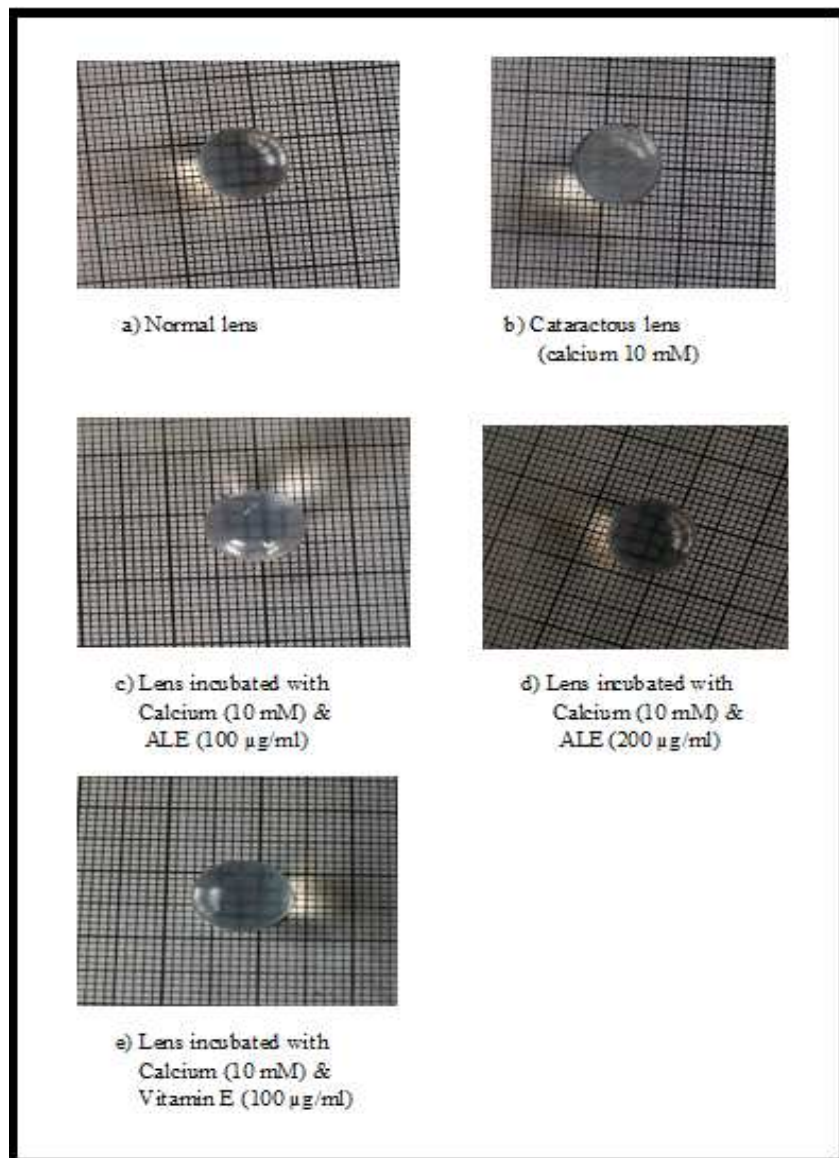 a) Normal lens
b) Cataractous lens
(calcium 10 mM)
c) Lens incubated with
Calcium (10 mM) &
ALE (100 µg/ml)
d) Lens incubated with
Calcium (10 mM) &
ALE (200 µg/ml)
e) Lens incubated with
Calcium (10 mM) &
Vitamin E (100 µg/ml)